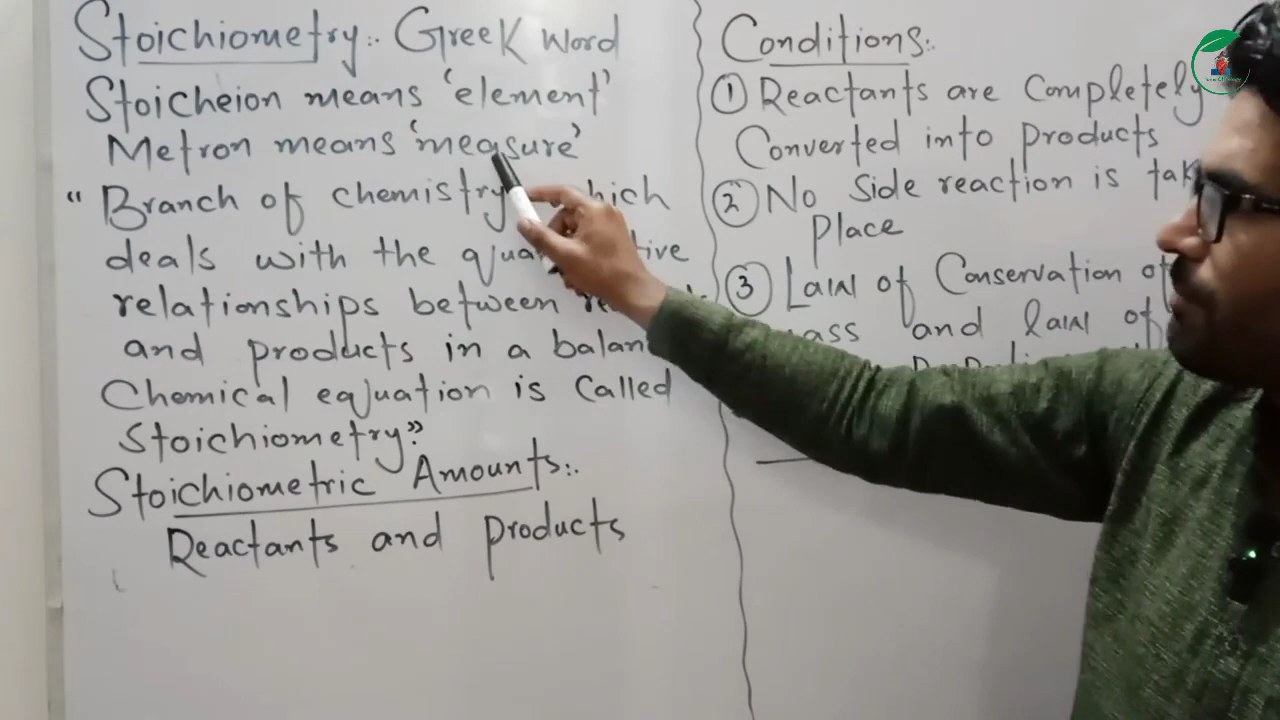 Stoichiometry:. Greek Word
Stoicheion means 'element'
Metron means 'measure'
"Branch of chemistry
deals with the
relationships between
and products in a
Chemical equation is Called
Stoichiometry."
Stoichiometric Amounts:.
Reactants and products
Conditions:.
① Reactants are Completely
Converted into products
② No Side reaction is
Place
③ Law of Conservation of
and law of